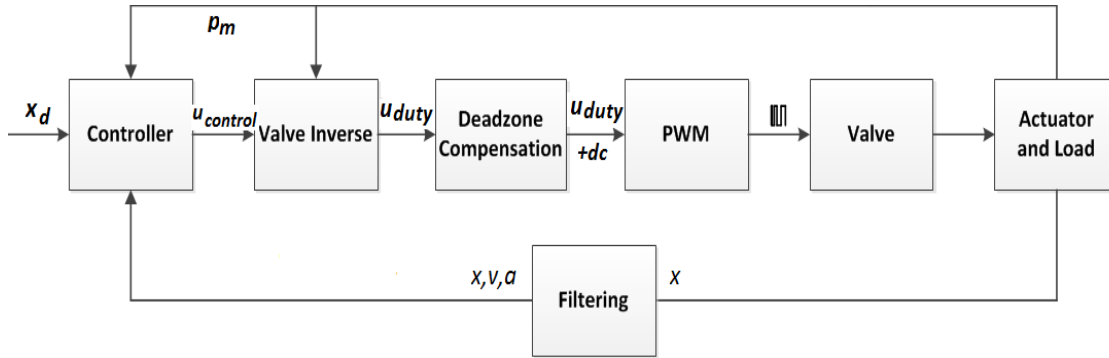 p_m
x_d
Controller
u_control
Valve Inverse
u_duty
Deadzone
Compensation
u_duty
+dc
PWM
Valve
Actuator
and Load
x,v,a
Filtering
x